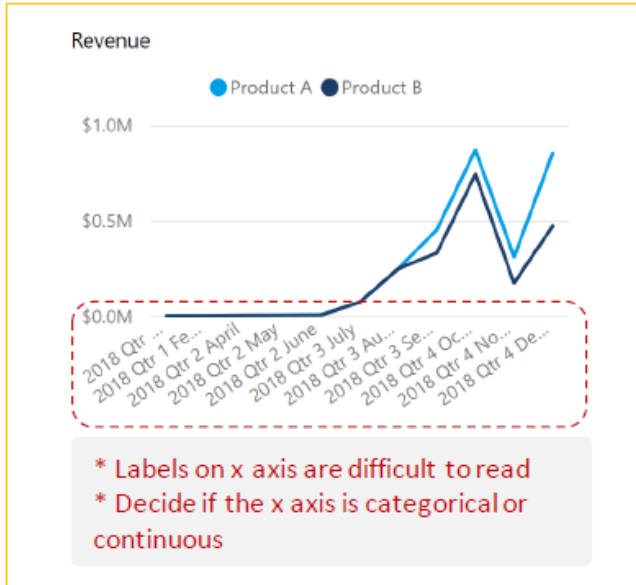 Revenue
Product A Product B
$1.0M
$0.5M
$0.0M
2018 Qtr ...
2018 Qtr 1 Fe...
2018 Qtr 2 April
2018 Qtr 2 May
2018 Qtr 2 June
2018 Qtr 3 July
2018 Qtr 3 Au...
2018 Qtr 3 Se...
2018 Qtr 4 Oc...
2018 Qtr 4 No...
2018 Qtr 4 De...
* Labels on x axis are difficult to read
* Decide if the x axis is categorical or
continuous